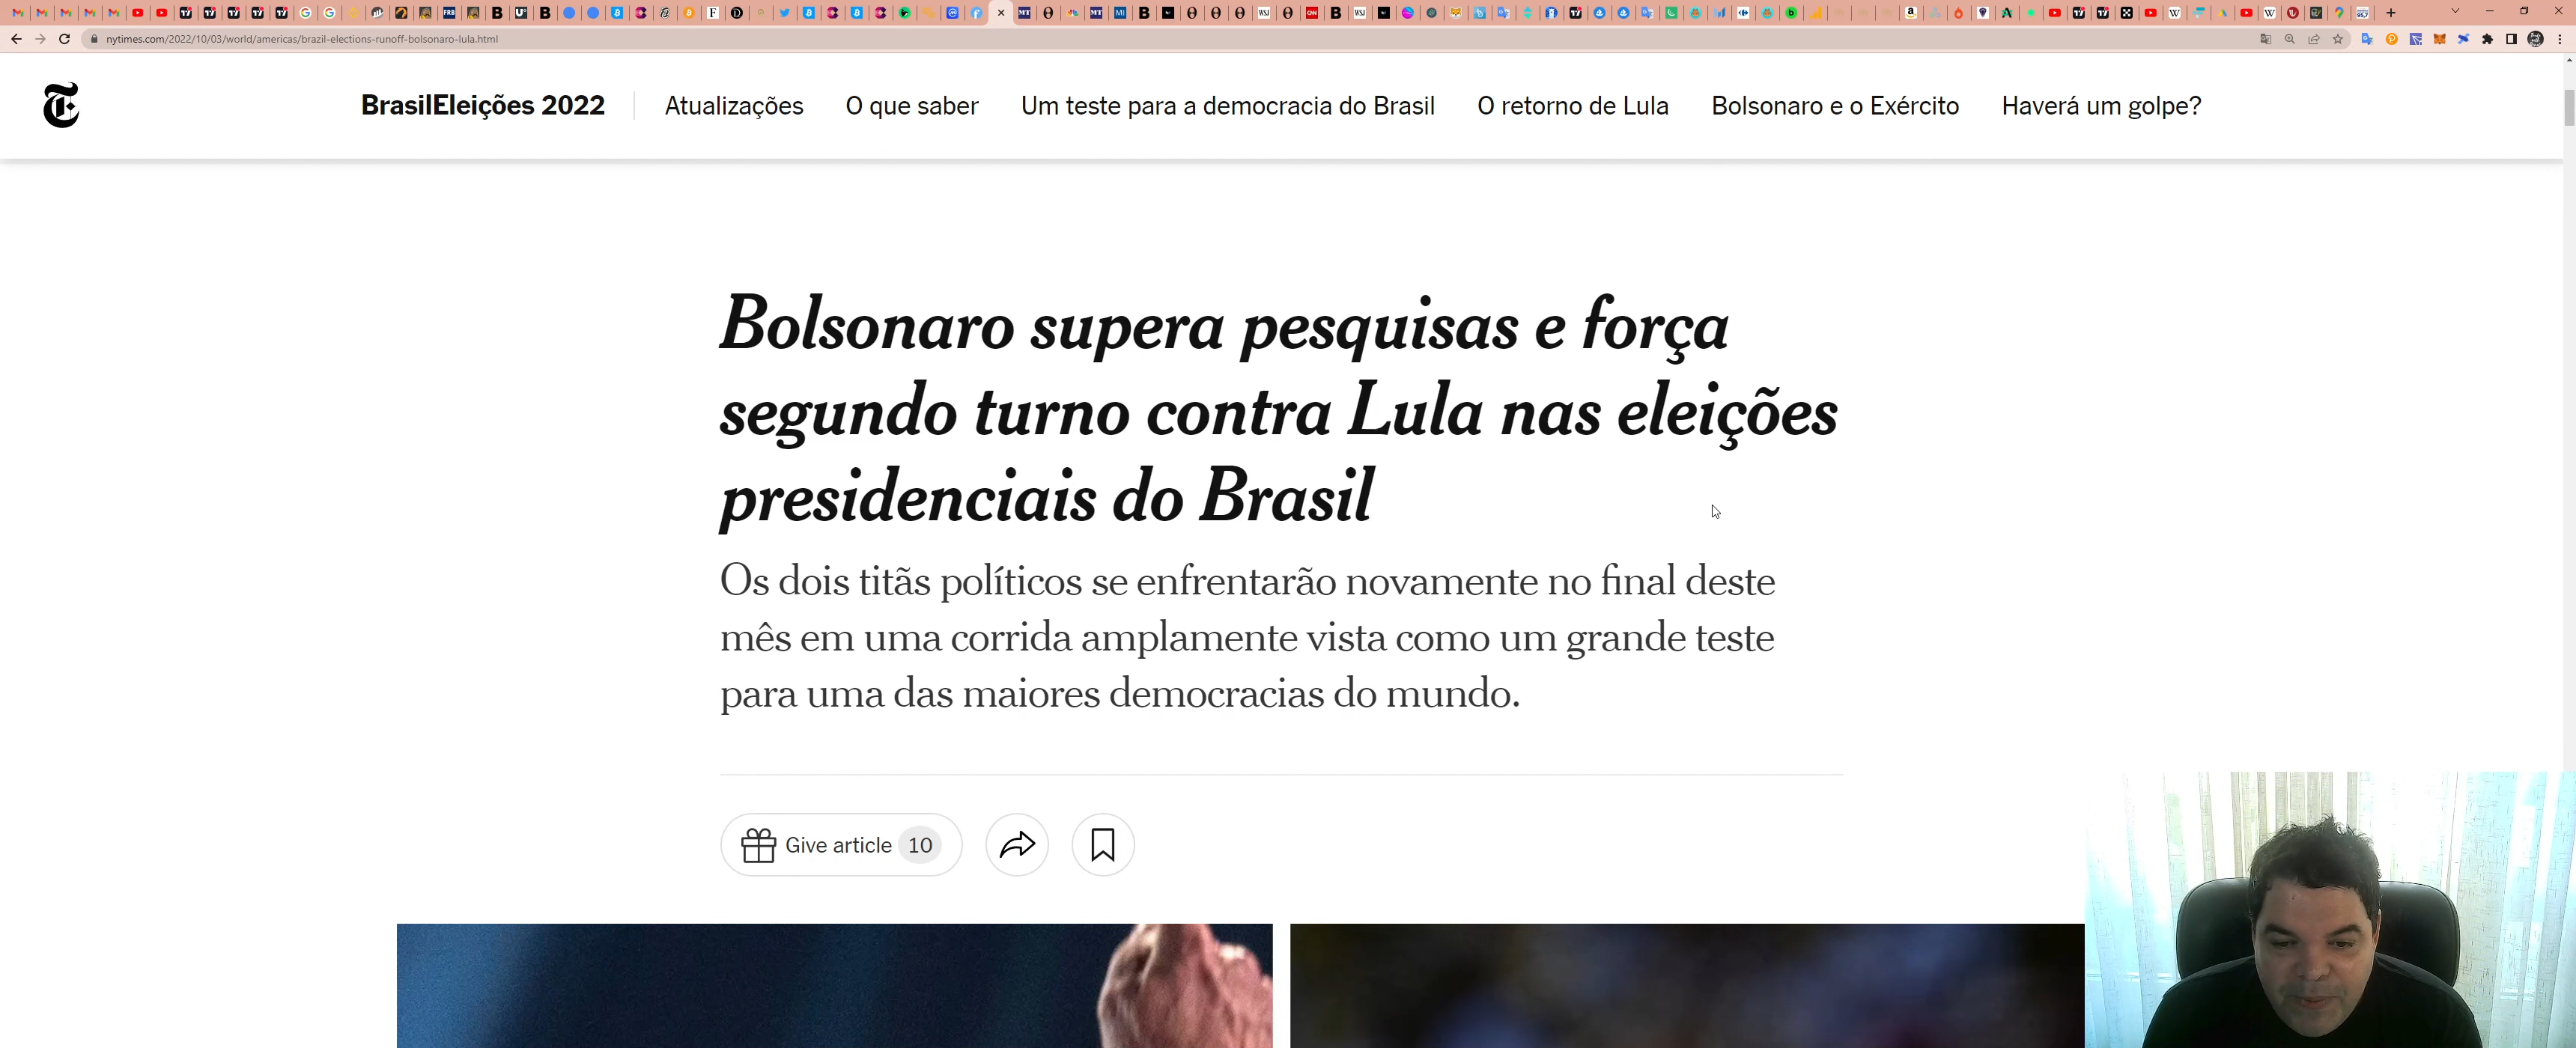 nytimes.com/2022/10/03/world/americas/brazil-elections-runoff-bolsonaro-lula.html
BrasilEleições 2022
Atualizações
O que saber
Um teste para a democracia do Brasil
O retorno de Lula
Bolsonaro e o Exército
Haverá um golpe?
Bolsonaro supera pesquisas e força
segundo turno contra Lula nas eleições
presidenciais do Brasil
Os dois titãs políticos se enfrentarão novamente no final deste
mês em uma corrida amplamente vista como um grande teste
para uma das maiores democracias do mundo.
Give article 10